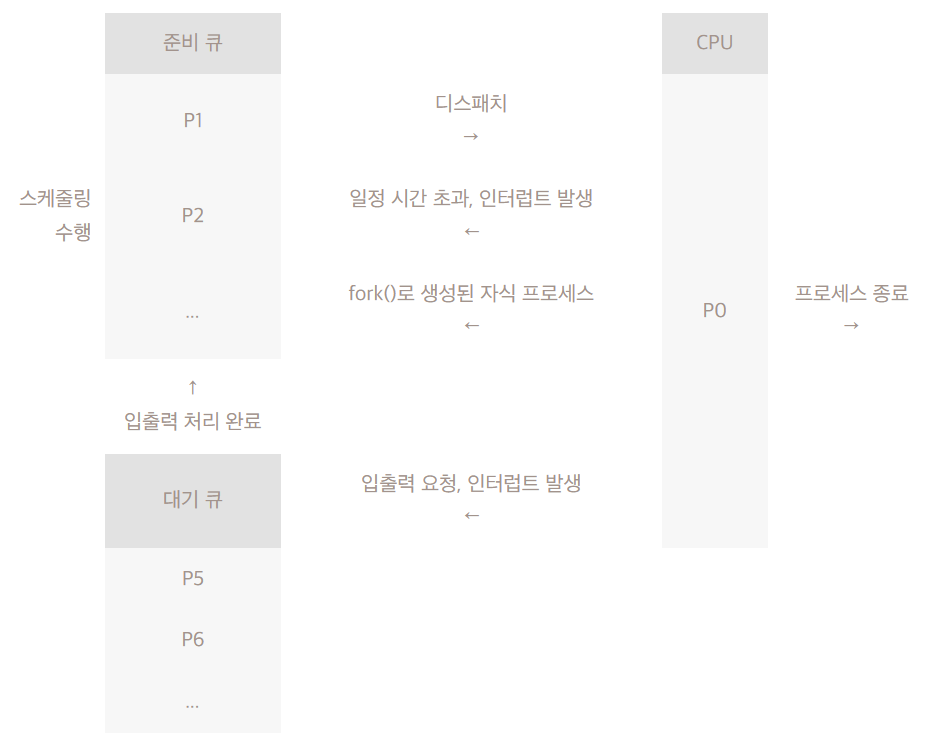 준비 큐
CPU
P1
디스패치
→
스케줄링
수행
P2
일정 시간 초과, 인터럽트 발생
←
...
fork()로 생성된 자식 프로세스
←
P0
프로세스 종료
→
↑
입출력 처리 완료
대기 큐
입출력 요청, 인터럽트 발생
←
P5
P6
...